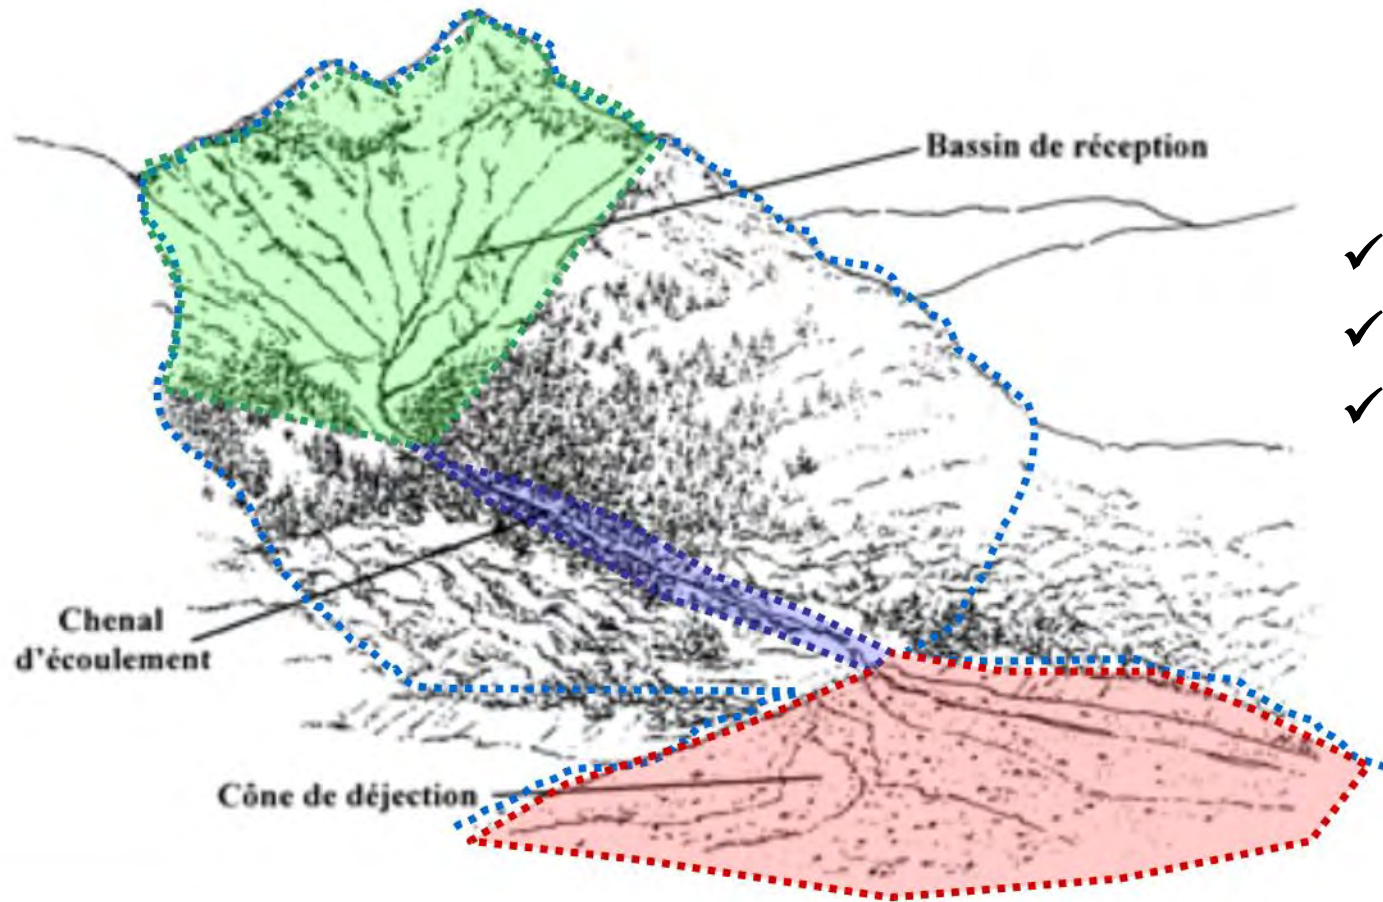 Bassin de réception
✓
✓
✓
Chenal
d'écoulement
Cône de déjection